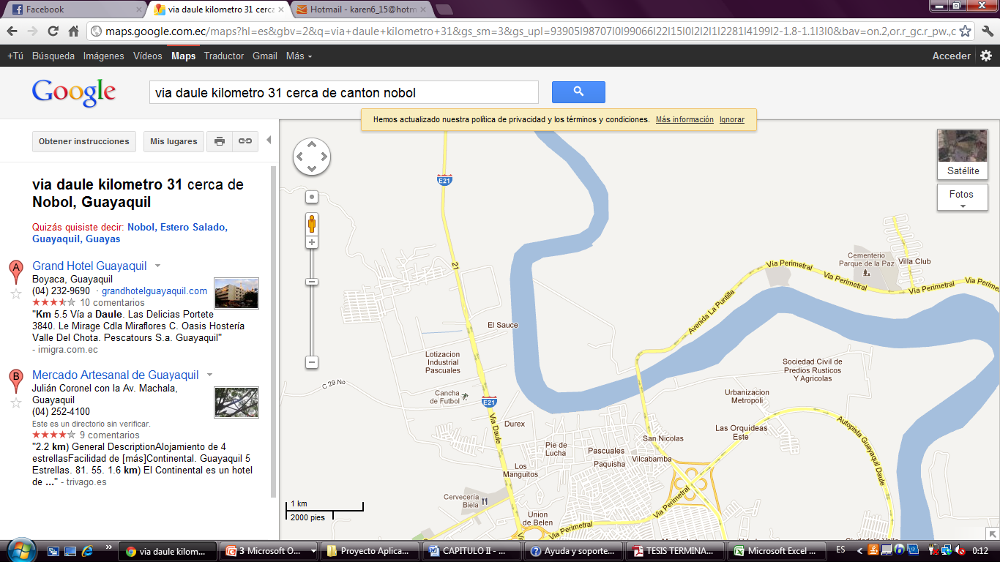 Facebook
via daule kilometro 31 cerca
Hotmail - karen6_15@hotm
maps.google.com.ec/maps?hl=es&gbv=2&q=via+daule+kilometro+31&gs_sm=3&gs_upl=93905l98707l0l99066l22l15l0l2l2l1l2281l4199l2-1.8-1.1l3l0&bav=on.2,or.r_gc.r_pw.,c
+Tú Búsqueda Imágenes Vídeos Maps Traductor Gmail Más
Acceder
Google
via daule kilometro 31 cerca de canton nobol
Hemos actualizado nuestra política de privacidad y los términos y condiciones. Más información Ignorar
Obtener instrucciones
Mis lugares
via daule kilometro 31 cerca de
Nobol, Guayaquil
Quizás quisiste decir: Nobol, Estero Salado,
Guayaquil, Guayas
A
Grand Hotel Guayaquil
Boyaca, Guayaquil
(04) 232-9690 · grandhotelguayaquil.com
10 comentarios
"Km 5.5 Vía a Daule. Las Delicias Portete
3840. Le Mirage Cdla Miraflores C. Oasis Hostería
Valle Del Chota. Pescatours S.a. Guayaquil"
- imigra.com.ec
B
Mercado Artesanal de Guayaquil
Julián Coronel con la Av. Machala,
Guayaquil
(04) 252-4100
Este es un directorio sin verificar.
9 comentarios
"2.2 km) General DescriptionAlojamiento de 4
estrellasFacilidad de [más]Continental. Guayaquil 5
Estrellas. 81. 55. 1.6 km) El Continental es un hotel
de ..." - trivago.es
Satélite
Fotos
E21
21
El Sauce
Lotizacion
Industrial
Pascuales
C 29 No
Cancha
de Futbol
E21
Via Daule
Durex
Pie de
Lucha
Los
Manguitos
Pascuales
Paquisha
San Nicolas
Vilcabamba
Cervecería
Biela
Union
de Belen
Vía Perimetral
Vía Perimetral
Avenida La Puntilla
Vía Perimetral
Vía Perimetral
Vía Perimetral
Vía Perimetral
Cementerio
Parque de la Paz
Villa Club
Sociedad Civil de
Predios Rusticos
Y Agricolas
Urbanizacion
Metropoli
Las Orquideas
Este
Autopista Guayaquil Daule
1 km
2000 pies
via daule kilom...
3 Microsoft O...
Proyecto Aplica...
CAPITULO II - ...
Ayuda y soporte...
TESIS TERMINA...
Microsoft Excel ...
ES
0:12